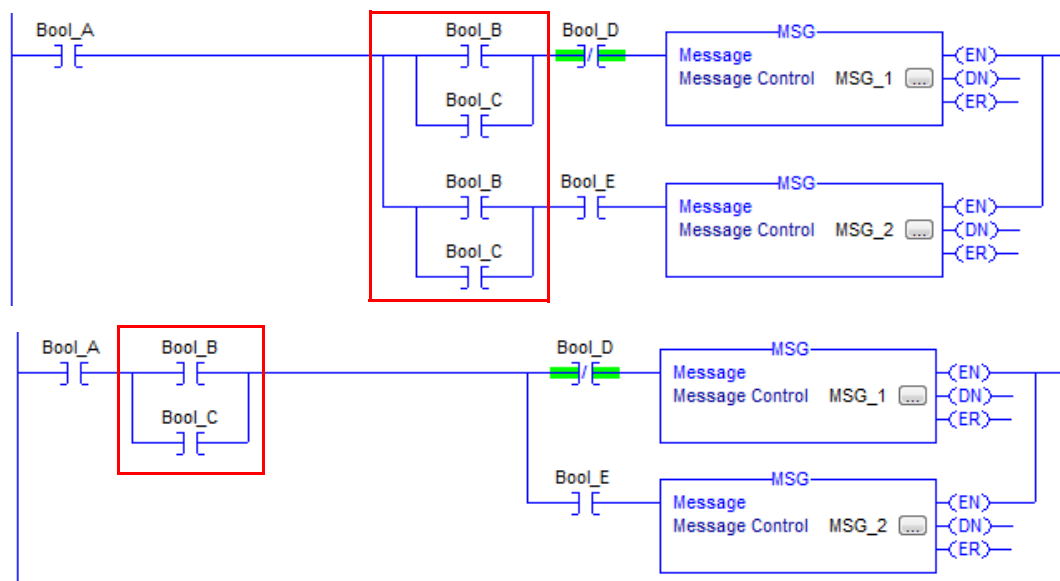 Bool_A Bool_B Bool_D MSG
Message (EN)
Message Control MSG_1 ... (DN)
Bool_C (ER)
Bool_B Bool_E MSG
Message (EN)
Message Control MSG_2 ... (DN)
Bool_C (ER)
Bool_A Bool_B Bool_D MSG
Message (EN)
Message Control MSG_1 ... (DN)
Bool_C (ER)
Bool_E MSG
Message (EN)
Message Control MSG_2 ... (DN)
(ER)